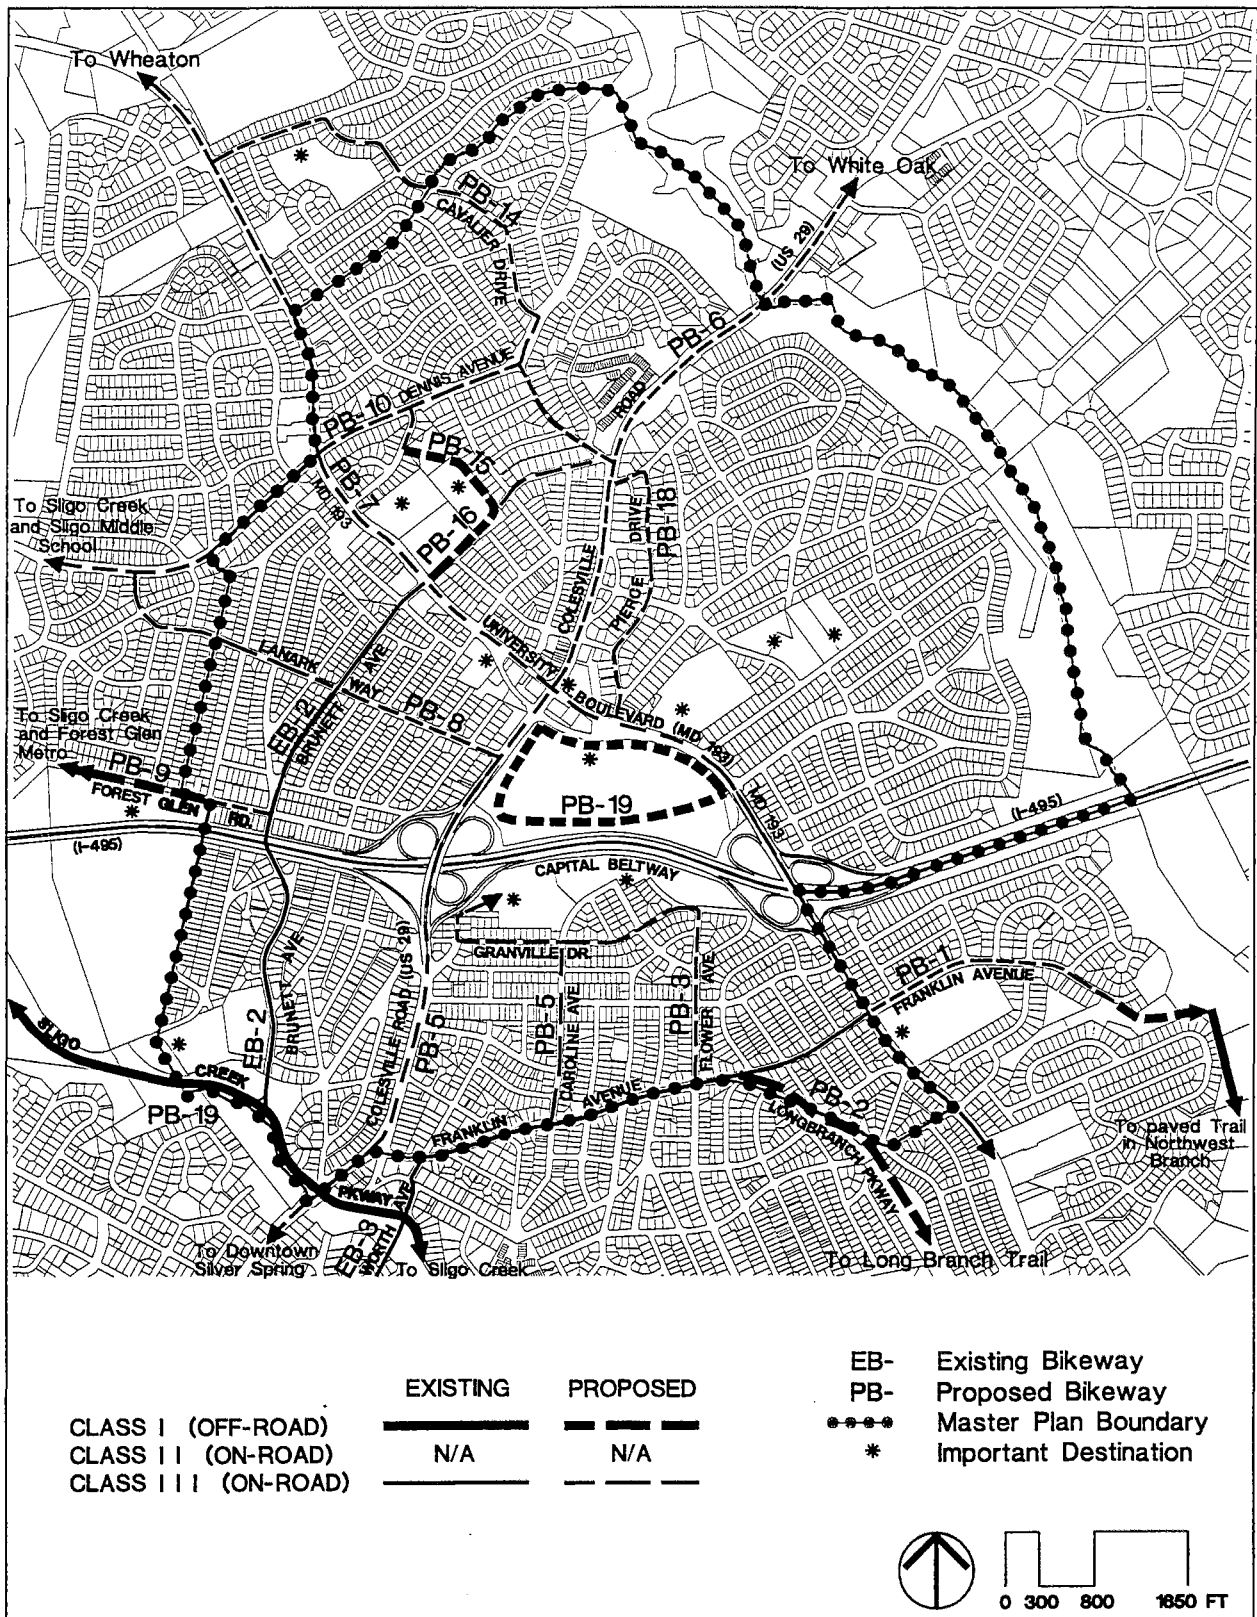 To Wheaton
To White Oak
(US 29)
PB-14
CAVALIER DRIVE
PB-6
ROAD
PB-10 DENNIS AVENUE
PB-15
PB-7
MD 193
PB-16
PIERCE DRIVE
PB-18
To Sligo Creek
and Sligo Middle
School
COLESVILLE
UNIVERSITY
BOULEVARD (MD 193)
LANARK
WAY
PB-8
EB-2
BRUNETT AVE
To Sligo Creek
and Forest Glen
Metro
PB-9
FOREST GLEN
RD.
PB-19
MD 193
(I-495)
(I-495)
CAPITAL BELTWAY
GRANVILLE DR.
COLESVILLE ROAD (US 29)
PB-5
PB-5
CAROLINE AVE.
PB-3
FLOWER AVE.
PB-1
FRANKLIN AVENUE
BRUNETT AVE
EB-2
SLIGO
CREEK
PB-19
FRANKLIN
AVENUE
PB-2
LONGBRANCH PKWAY
To paved Trail
in Northwest
Branch
PKWAY
EB-3
WORTH AVE
To Downtown
Silver Spring
To Sligo Creek
To Long Branch Trail
EXISTING PROPOSED
CLASS I (OFF-ROAD)
CLASS II (ON-ROAD) N/A N/A
CLASS III (ON-ROAD)
EB- Existing Bikeway
PB- Proposed Bikeway
Master Plan Boundary
* Important Destination
0 300 800 1650 FT